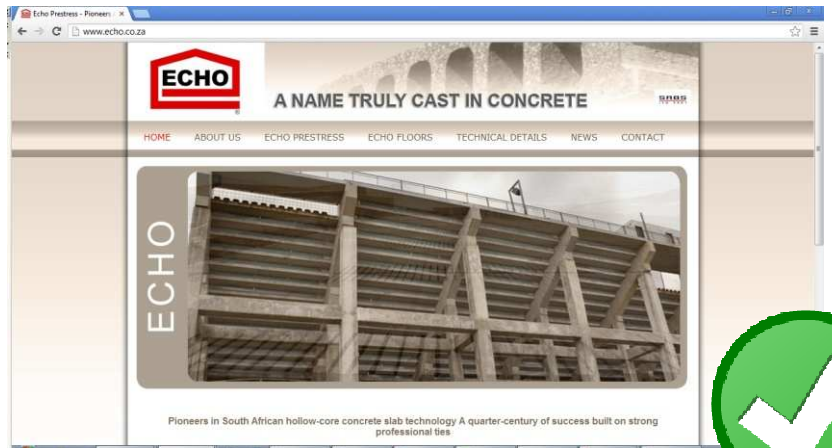 Echo Prestress - Pioneers
www.echo.co.za
ECHO
A NAME TRULY CAST IN CONCRETE
SABS
HOME ABOUT US ECHO PRESTRESS ECHO FLOORS TECHNICAL DETAILS NEWS CONTACT
ECHO
Pioneers in South African hollow-core concrete slab technology A quarter-century of success built on strong
professional ties